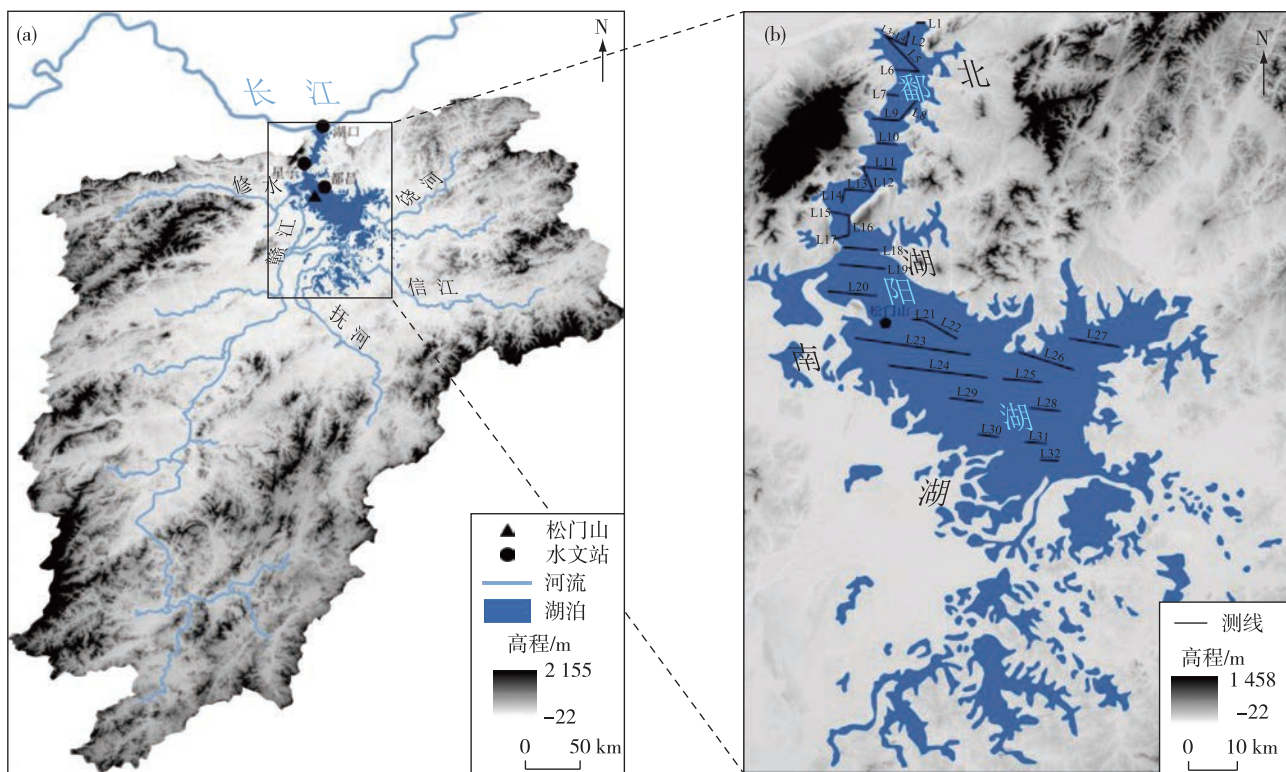 (a)
N
长江
湖口
星子
都昌
修水
饶河
赣江
信江
抚河
松门山
水文站
河流
湖泊
高程/m
2 155
−22
0 50 km
(b)
N
L1
L2
L3
L5
L6
L7
L9
L10
L11
L12
L13
L14
L15
L16
L17
L18
L19
L20
L21
L22
L23
L24
L25
L26
L27
L28
L29
L30
L31
L32
鄱
阳
湖
北
湖
南
湖
松门山
测线
高程/m
1 458
−22
0 10 km